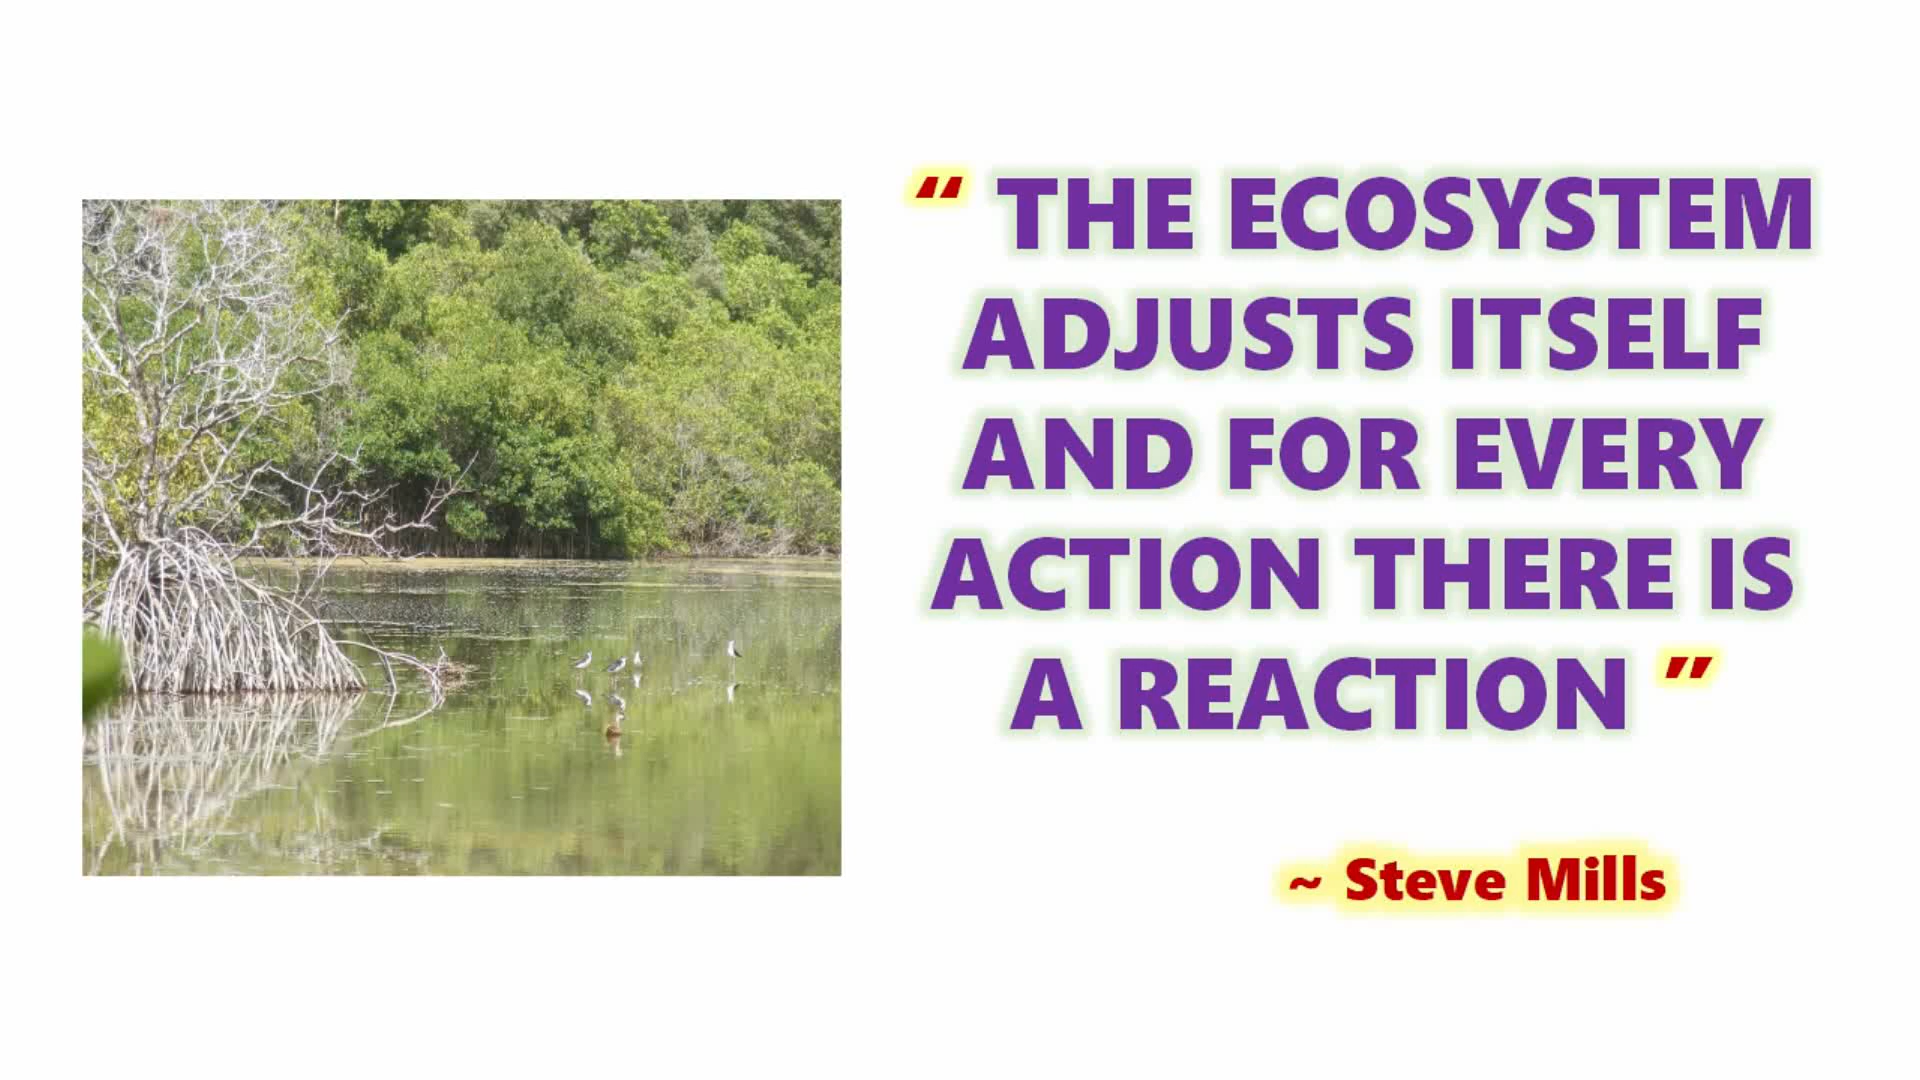 “ THE ECOSYSTEM
ADJUSTS ITSELF
AND FOR EVERY
ACTION THERE IS
A REACTION ”
~ Steve Mills